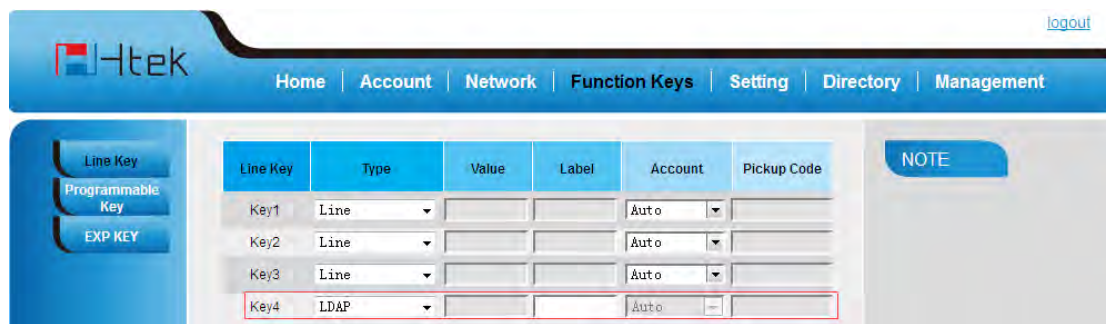 logout
Htek
Home | Account | Network | Function Keys | Setting | Directory | Management
Line Key
Programmable Key
EXP KEY
Line Key Type Value Label Account Pickup Code
Key1 Line Auto
Key2 Line Auto
Key3 Line Auto
Key4 LDAP Auto
NOTE